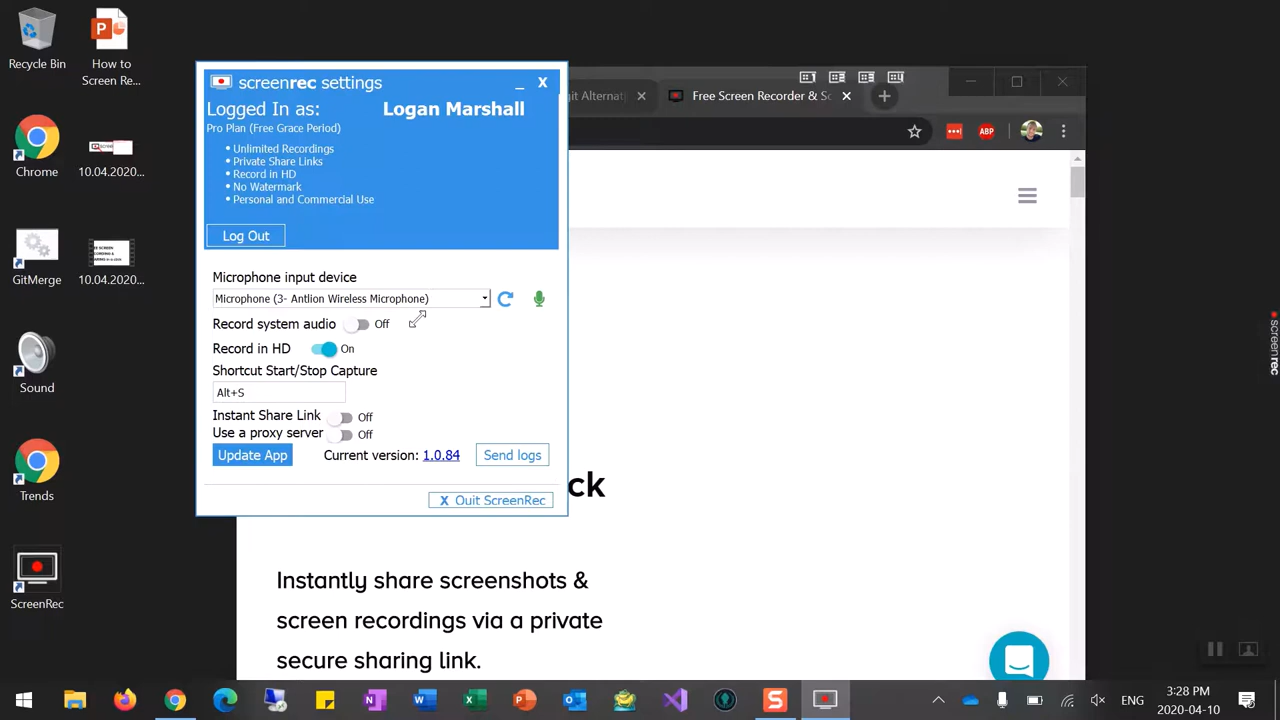 Recycle Bin
How to
Screen Re...
Chrome
10.04.2020...
GitMerge
10.04.2020...
Sound
Trends
ScreenRec
screenrec settings
_ X
Logged In as: Logan Marshall
Pro Plan (Free Grace Period)
• Unlimited Recordings
• Private Share Links
• Record in HD
• No Watermark
• Personal and Commercial Use
Log Out
Microphone input device
Microphone (3- Antlion Wireless Microphone)
Record system audio Off
Record in HD On
Shortcut Start/Stop Capture
Alt+S
Instant Share Link Off
Use a proxy server Off
Update App Current version: 1.0.84 Send logs
X Quit ScreenRec
git Alternat
Free Screen Recorder & Sc
ABP
ck
Instantly share screenshots &
screen recordings via a private
secure sharing link.
screenrec
ENG
3:28 PM
2020-04-10